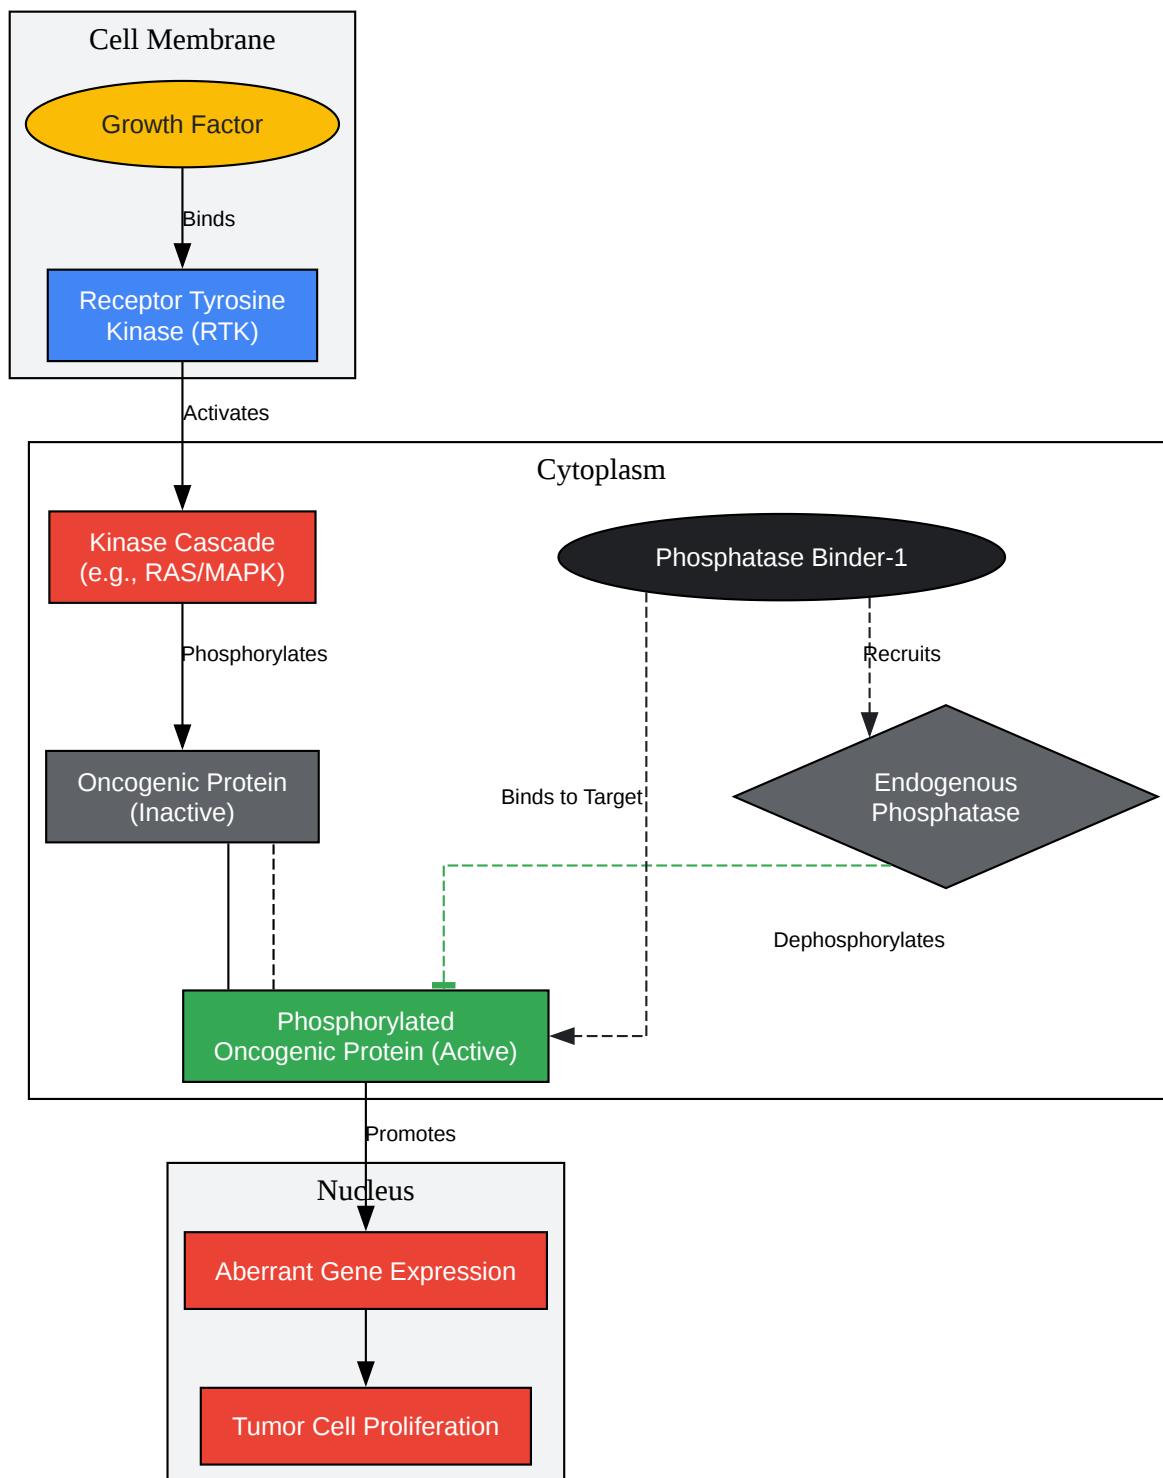 Cell Membrane
Growth Factor
Binds
Receptor Tyrosine
Kinase (RTK)
Activates
Cytoplasm
Kinase Cascade
(e.g., RAS/MAPK)
Phosphatase Binder-1
Phosphorylates
Recruits
Oncogenic Protein
(Inactive)
Binds to Target
Endogenous
Phosphatase
Dephosphorylates
Phosphorylated
Oncogenic Protein (Active)
Promotes
Nucleus
Aberrant Gene Expression
Tumor Cell Proliferation